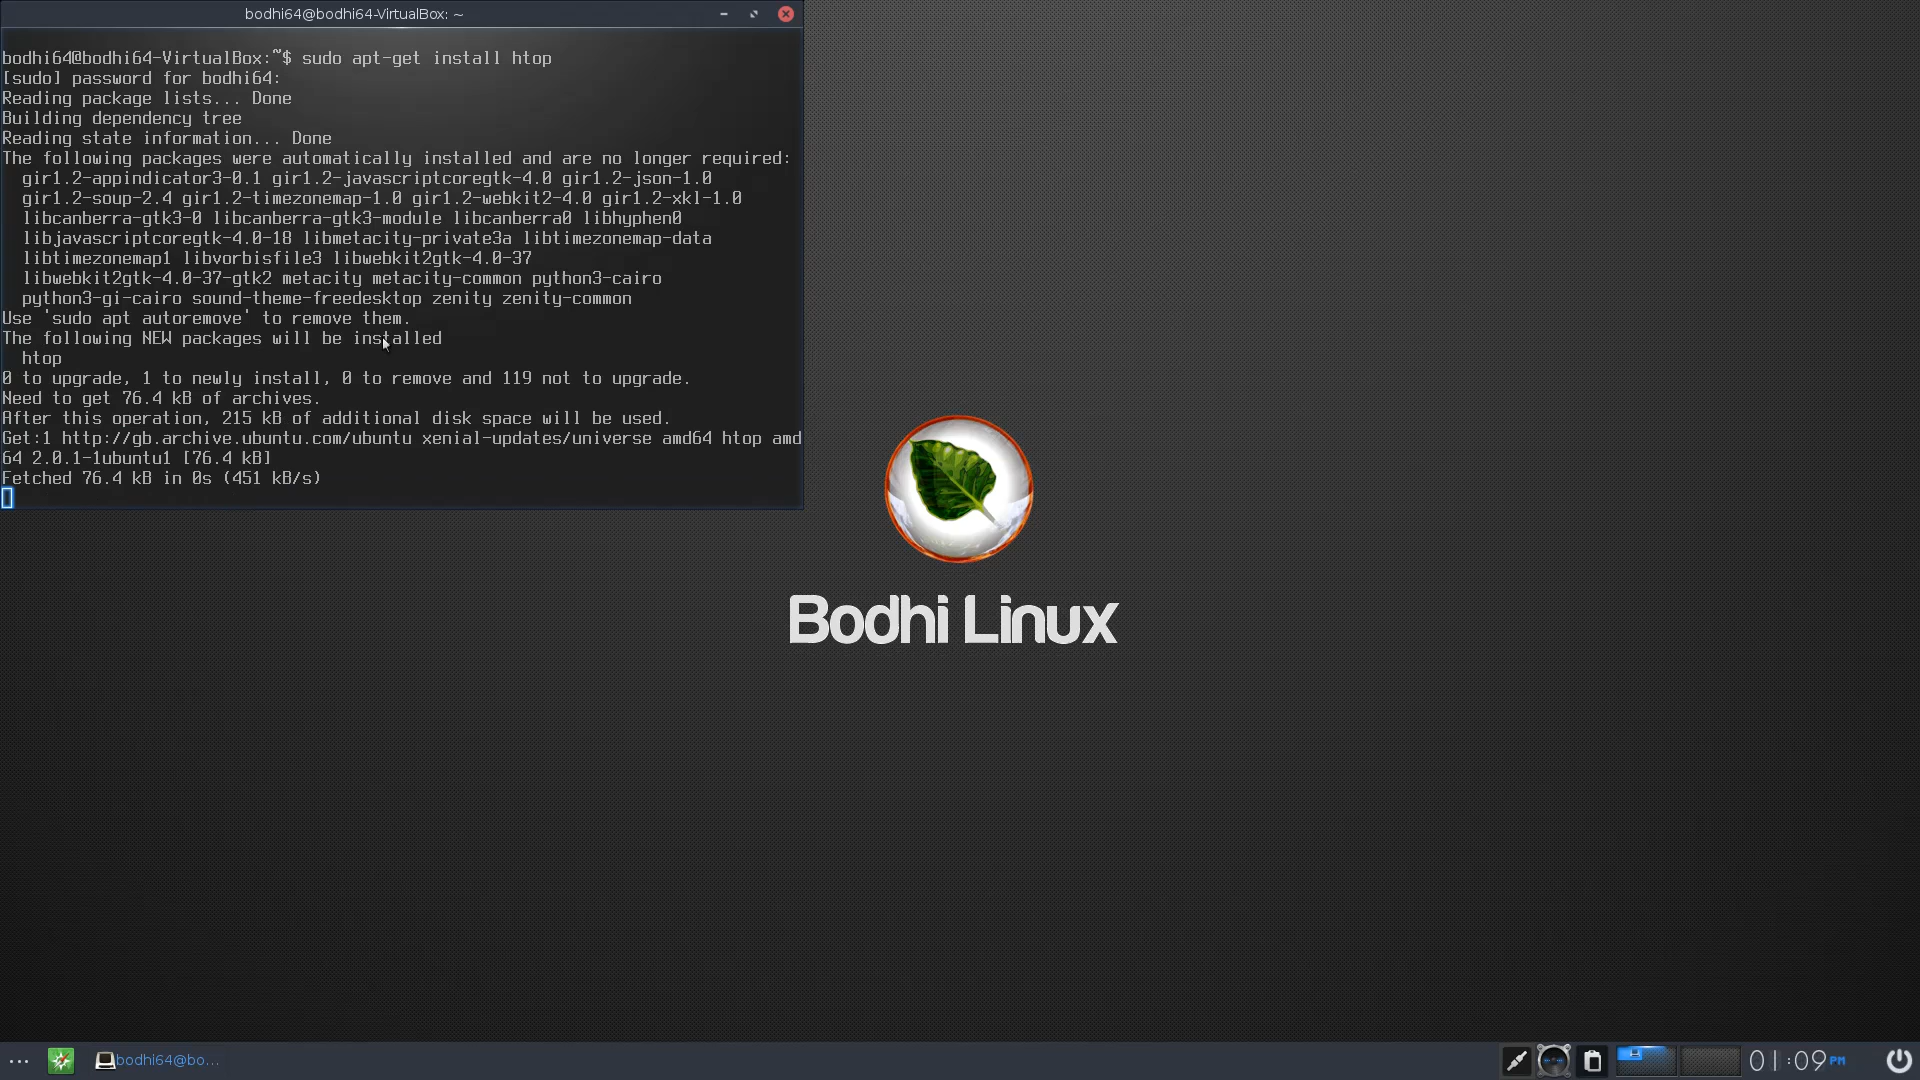 bodhi64@bodhi64-VirtualBox: ~
bodhi64@bodhi64-VirtualBox:~$ sudo apt-get install htop
[sudo] password for bodhi64:
Reading package lists... Done
Building dependency tree
Reading state information... Done
The following packages were automatically installed and are no longer required:
  gir1.2-appindicator3-0.1 gir1.2-javascriptcoregtk-4.0 gir1.2-json-1.0
  gir1.2-soup-2.4 gir1.2-timezonemap-1.0 gir1.2-webkit2-4.0 gir1.2-xkl-1.0
  libcanberra-gtk3-0 libcanberra-gtk3-module libcanberra0 libhyphen0
  libjavascriptcoregtk-4.0-18 libmetacity-private3a libtimezonemap-data
  libtimezonemap1 libvorbisfile3 libwebkit2gtk-4.0-37
  libwebkit2gtk-4.0-37-gtk2 metacity metacity-common python3-cairo
  python3-gi-cairo sound-theme-freedesktop zenity zenity-common
Use 'sudo apt autoremove' to remove them.
The following NEW packages will be installed
  htop
0 to upgrade, 1 to newly install, 0 to remove and 119 not to upgrade.
Need to get 76.4 kB of archives.
After this operation, 215 kB of additional disk space will be used.
Get:1 http://gb.archive.ubuntu.com/ubuntu xenial-updates/universe amd64 htop amd
64 2.0.1-1ubuntu1 [76.4 kB]
Fetched 76.4 kB in 0s (451 kB/s)
Bodhi Linux
bodhi64@bo...
01:09 PM